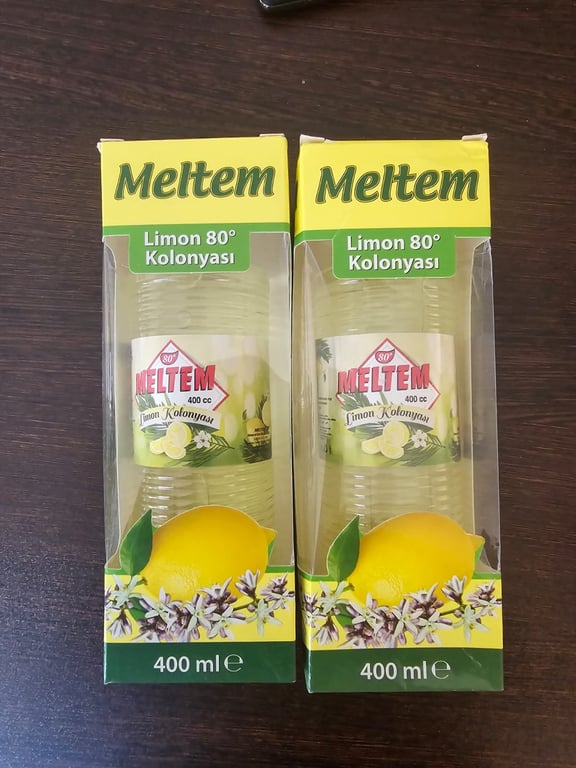 Meltem
Limon 80°
Kolonyası
80°
MELTEM
400 cc
Limon Kolonyası
400 ml ℮
Meltem
Limon 80°
Kolonyası
80°
MELTEM
400 cc
Limon Kolonyası
400 ml ℮